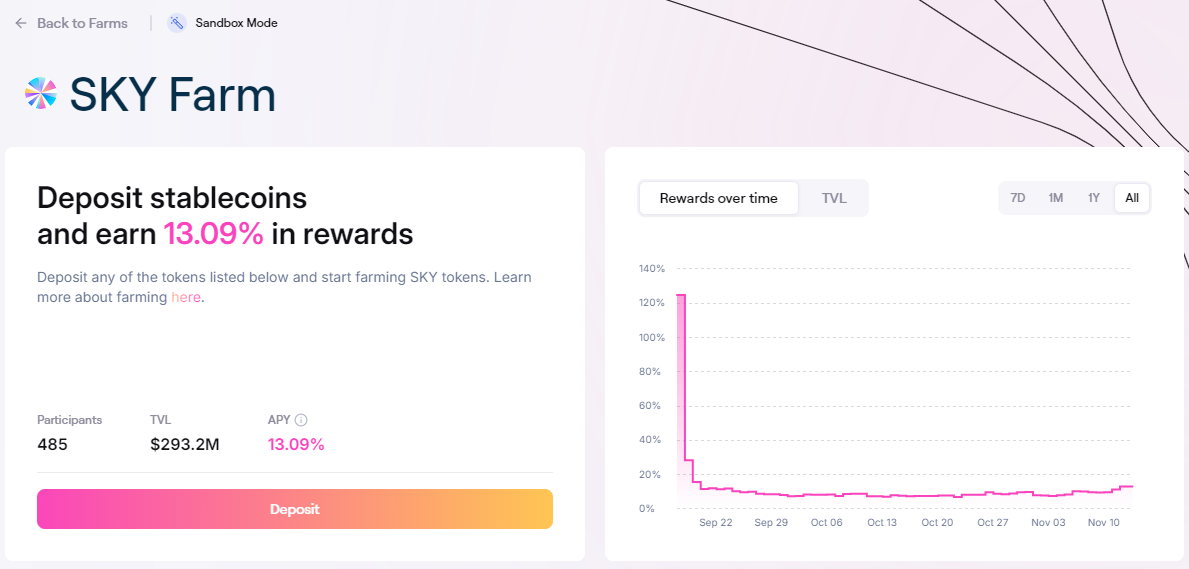 Back to Farms
Sandbox Mode
SKY Farm
Deposit stablecoins
and earn 13.09% in rewards
Deposit any of the tokens listed below and start farming SKY tokens. Learn
more about farming here.
Participants
485
TVL
$293.2M
APY
13.09%
Deposit
Rewards over time
TVL
7D
1M
1Y
All
140%
120%
100%
80%
60%
40%
20%
0%
Sep 22
Sep 29
Oct 06
Oct 13
Oct 20
Oct 27
Nov 03
Nov 10